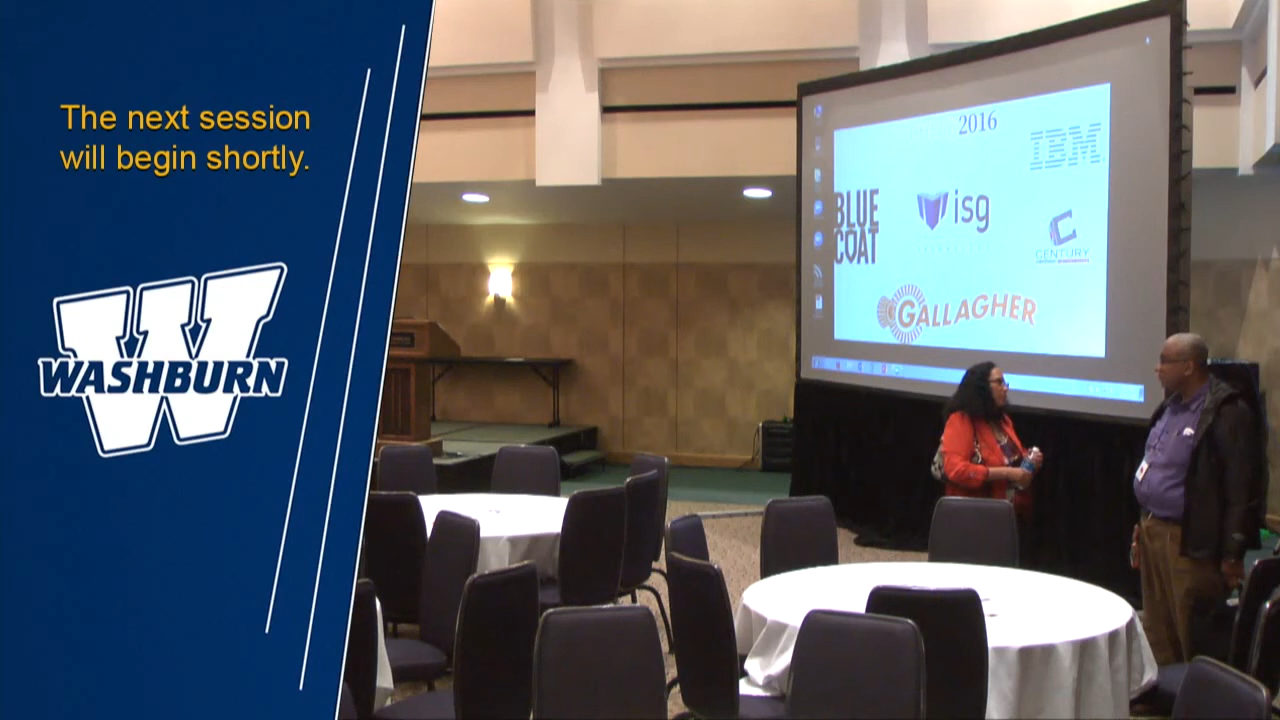 The next session
will begin shortly.
WASHBURN
2016
IBM
BLUE
COAT
isg
CENTURY
GALLAGHER